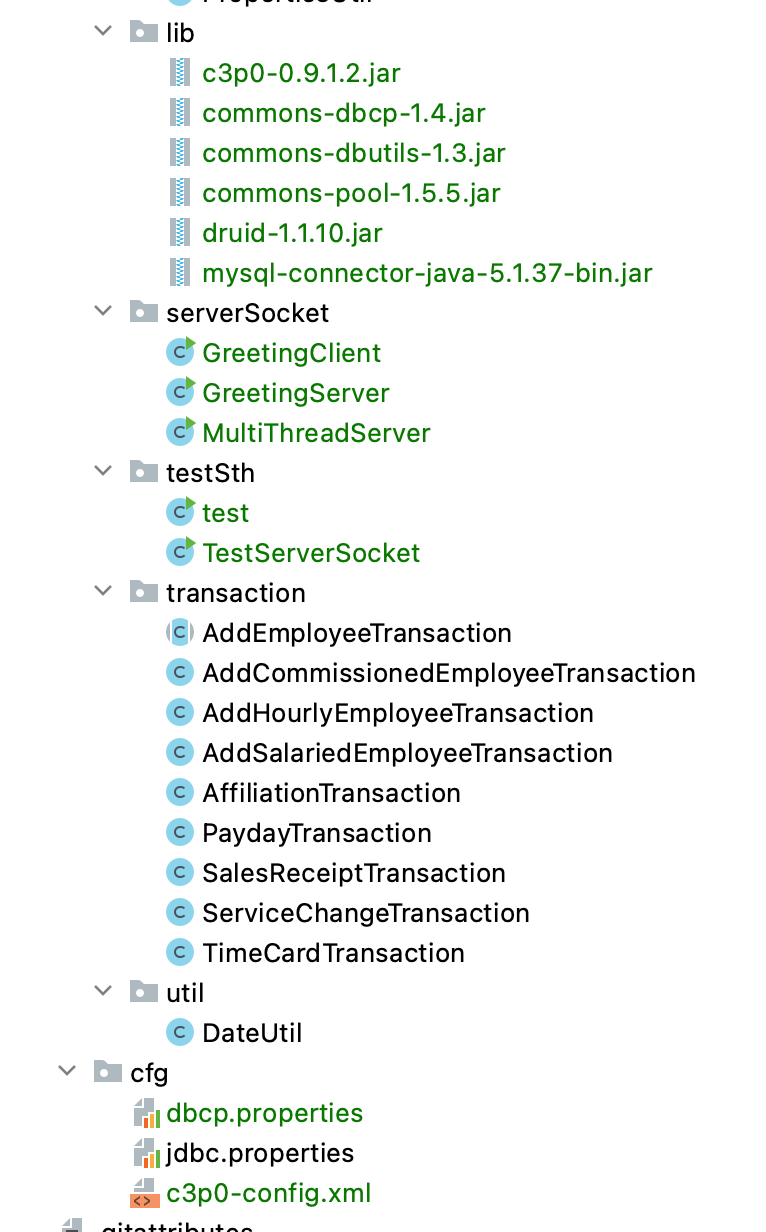 PropertiesUtil
lib
c3p0-0.9.1.2.jar
commons-dbcp-1.4.jar
commons-dbutils-1.3.jar
commons-pool-1.5.5.jar
druid-1.1.10.jar
mysql-connector-java-5.1.37-bin.jar
serverSocket
GreetingClient
GreetingServer
MultiThreadServer
testSth
test
TestServerSocket
transaction
AddEmployeeTransaction
AddCommissionedEmployeeTransaction
AddHourlyEmployeeTransaction
AddSalariedEmployeeTransaction
AffiliationTransaction
PaydayTransaction
SalesReceiptTransaction
ServiceChangeTransaction
TimeCardTransaction
util
DateUtil
cfg
dbcp.properties
jdbc.properties
c3p0-config.xml
.gitattributes